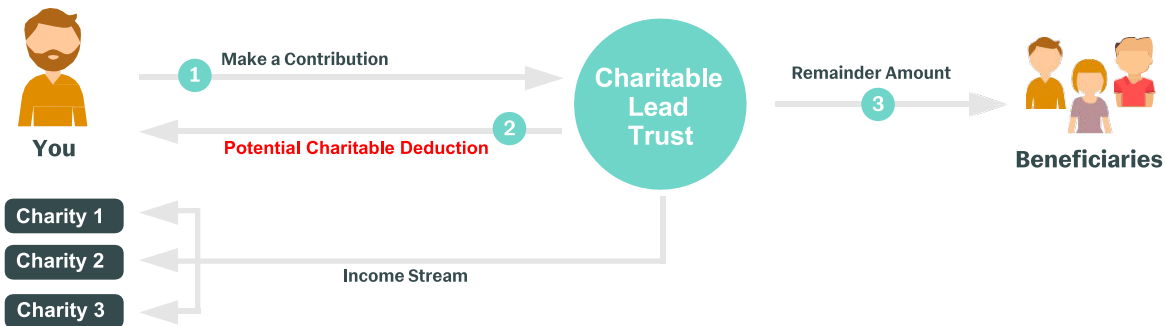 Make a Contribution
1
Charitable
Lead
Trust
Remainder Amount
3
2
Potential Charitable Deduction
You
Beneficiaries
Charity 1
Charity 2
Charity 3
Income Stream